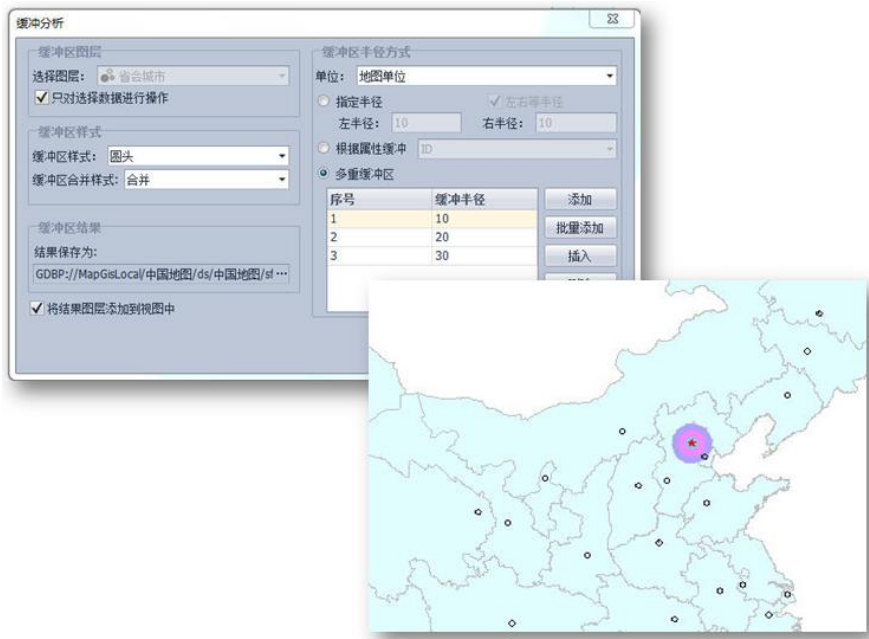 缓冲分析
缓冲区图层
选择图层: 省会城市
只对选择数据进行操作
缓冲区样式
缓冲区样式: 圆头
缓冲区合并样式: 合并
缓冲区结果
结果保存为:
GDBP://MapGisLocal/中国地图/ds/中国地图/sf ···
将结果图层添加到视图中
缓冲区半径方式
单位: 地图单位
指定半径 左右等半径
左半径: 10 右半径: 10
根据属性缓冲 ID
多重缓冲区
序号 缓冲半径
1 10
2 20
3 30
添加
批量添加
插入